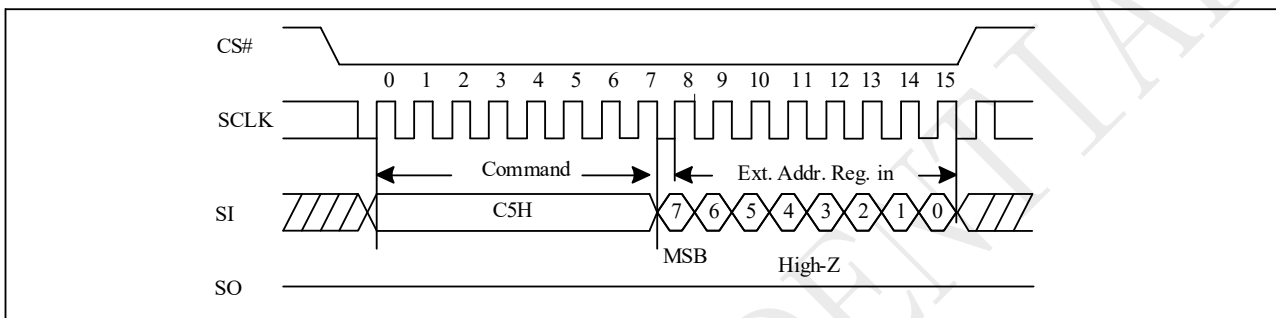 CS#
0 1 2 3 4 5 6 7 8 9 10 11 12 13 14 15
SCLK
Command Ext. Addr. Reg. in
SI C5H 7 6 5 4 3 2 1 0
MSB High-Z
SO